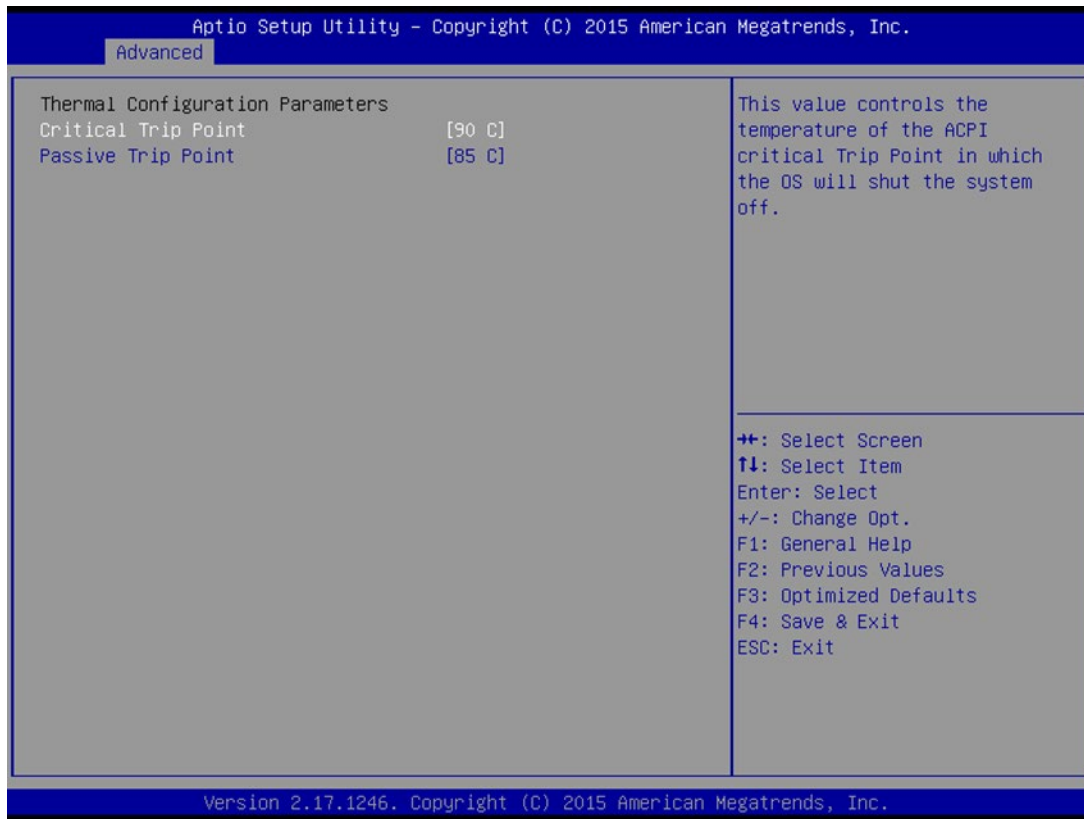 Aptio Setup Utility – Copyright (C) 2015 American Megatrends, Inc.
Advanced
Thermal Configuration Parameters
Critical Trip Point [90 C]
Passive Trip Point [85 C]
This value controls the
temperature of the ACPI
critical Trip Point in which
the OS will shut the system
off.
→←: Select Screen
↑↓: Select Item
Enter: Select
+/-: Change Opt.
F1: General Help
F2: Previous Values
F3: Optimized Defaults
F4: Save & Exit
ESC: Exit
Version 2.17.1246. Copyright (C) 2015 American Megatrends, Inc.